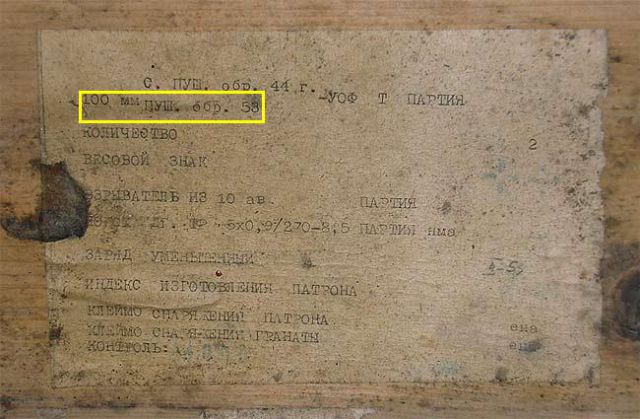 С. ПУШ. обр. 44 г.
100 мм ПУШ. обр. 58 -УОФ Т ПАРТИЯ
КОЛИЧЕСТВО 2
ВЕСОВОЙ ЗНАК
ВЗРЫВАТЕЛЬ ИЗ 10 ав. ПАРТИЯ
ТР 5х0,9/270-8,5 ПАРТИЯ
ЗАРЯД УМЕНЬШЕННЫЙ
ИНДЕКС ИЗГОТОВЛЕНИЯ ПАТРОНА
КЛЕЙМО СНАРЯЖЕНИЯ ПАТРОНА
КЛЕЙМО СНАРЯЖЕНИЯ ГРАНАТЫ
КОНТРОЛЬ: